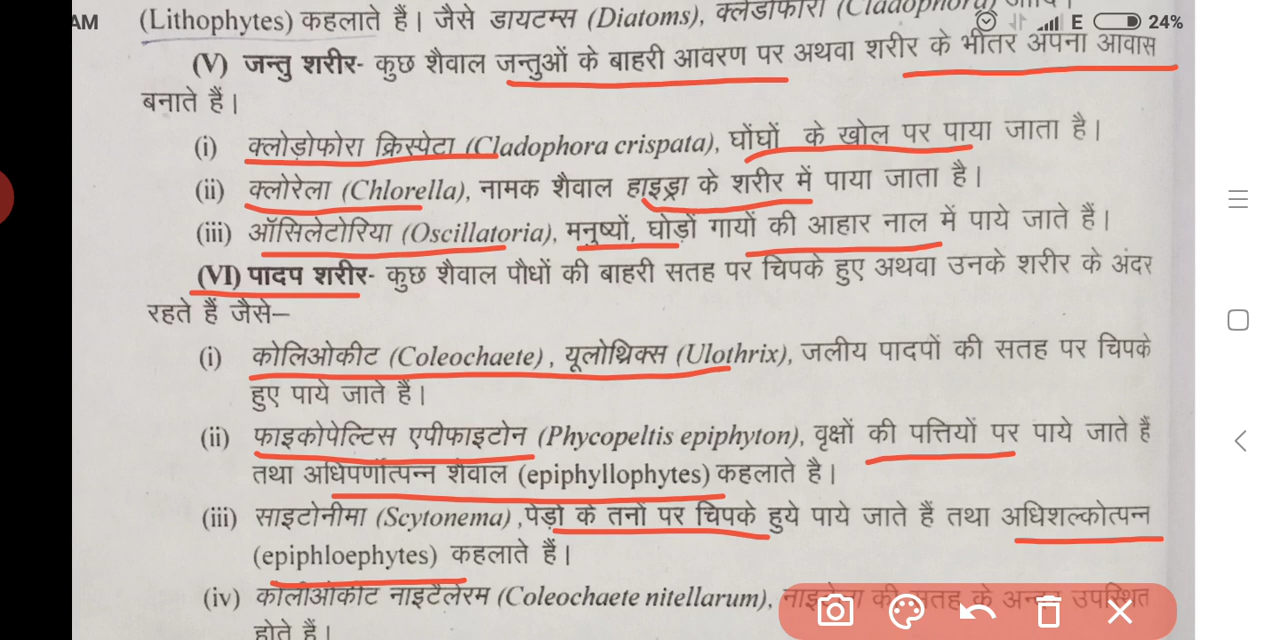 AM
E 24%
(Lithophytes) कहलाते हैं। जैसे डायटम्स (Diatoms), क्लेडोफोरा (Cladophora)
(V) जन्तु शरीर- कुछ शैवाल जन्तुओं के बाहरी आवरण पर अथवा शरीर के भीतर अपना आवास
बनाते हैं।
(i) क्लोड़ोफोरा क्रिस्पेटा (Cladophora crispata), घोंघों के खोल पर पाया जाता है।
(ii) क्लोरेला (Chlorella), नामक शैवाल हाइड्रा के शरीर में पाया जाता है।
(iii) ऑसिलेटोरिया (Oscillatoria), मनुष्यों, घोड़ों गायों की आहार नाल में पाये जाते हैं।
(VI) पादप शरीर- कुछ शैवाल पौधों की बाहरी सतह पर चिपके हुए अथवा उनके शरीर के अंदर
रहते हैं जैसे–
(i) कोलिओकीट (Coleochaete), यूलोथ्रिक्स (Ulothrix), जलीय पादपों की सतह पर चिपके
हुए पाये जाते हैं।
(ii) फाइकोपेल्टिस एपीफाइटोन (Phycopeltis epiphyton), वृक्षों की पत्तियों पर पाये जाते हैं
तथा अधिपर्णोत्पन्न शैवाल (epiphyllophytes) कहलाते है।
(iii) साइटोनीमा (Scytonema) ,पेड़ो के तनों पर चिपके हुये पाये जाते हैं तथा अधिशल्कोत्पन्न
(epiphloephytes) कहलाते हैं।
(iv) कोलीओकीट नाइटैलेरम (Coleochaete nitellarum), की सतह के उपस्थित
होते हैं।